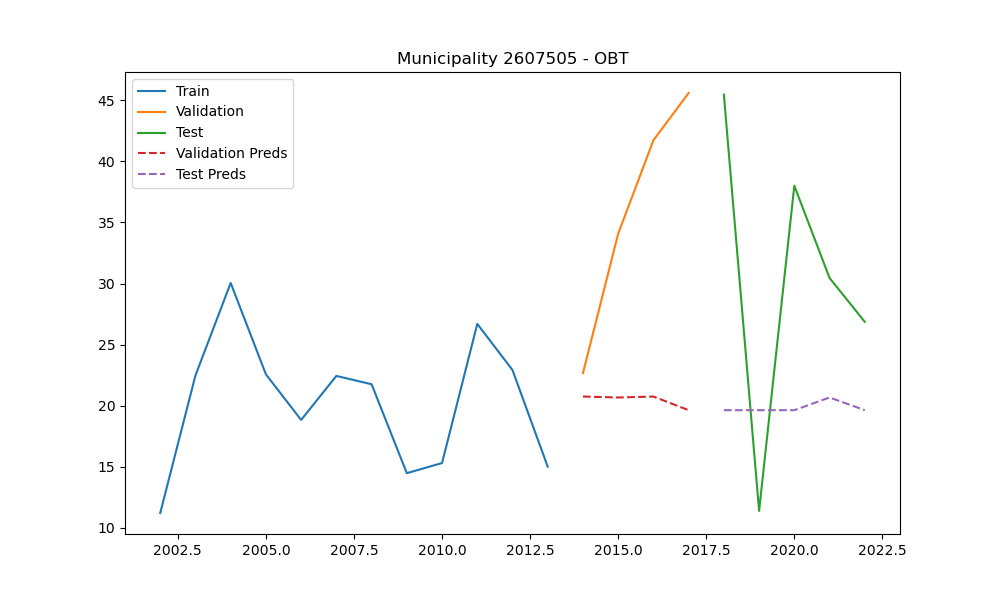 Municipality 2607505 - OBT
Train
Validation
Test
Validation Preds
Test Preds
45
40
35
30
25
20
15
10
2002.5 2005.0 2007.5 2010.0 2012.5 2015.0 2017.5 2020.0 2022.5